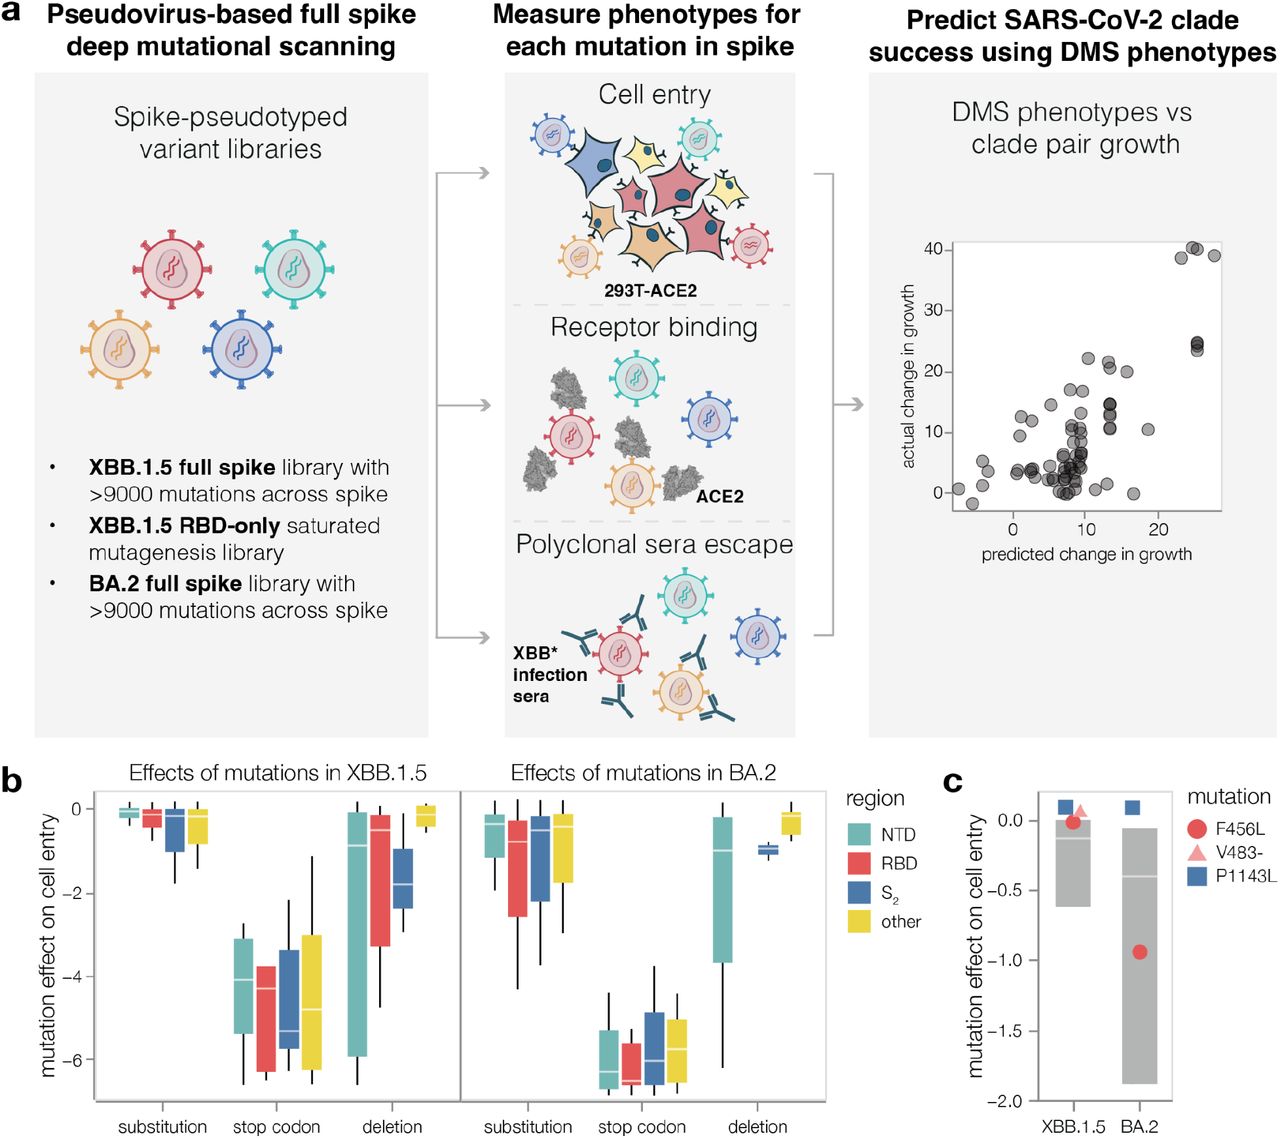 a
Pseudovirus-based full spike
deep mutational scanning
Spike-pseudotyped
variant libraries
• XBB.1.5 full spike library with
>9000 mutations across spike
• XBB.1.5 RBD-only saturated
mutagenesis library
• BA.2 full spike library with
>9000 mutations across spike
Measure phenotypes for
each mutation in spike
Cell entry
293T-ACE2
Receptor binding
ACE2
Polyclonal sera escape
XBB*
infection
sera
Predict SARS-CoV-2 clade
success using DMS phenotypes
DMS phenotypes vs
clade pair growth
actual change in growth
40
30
20
10
0
0 10 20
predicted change in growth
b
Effects of mutations in XBB.1.5
Effects of mutations in BA.2
mutation effect on cell entry
0
−2
−4
−6
substitution stop codon deletion
substitution stop codon deletion
region
NTD
RBD
S2
other
c
mutation effect on cell entry
0.0
−0.5
−1.0
−1.5
−2.0
XBB.1.5 BA.2
mutation
F456L
V483-
P1143L